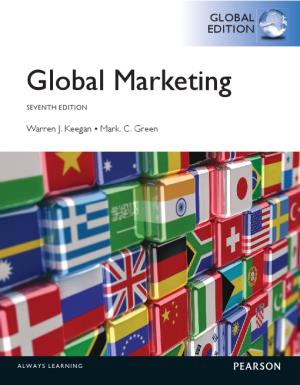 GLOBAL
EDITION
Global Marketing
SEVENTH EDITION
Warren J. Keegan • Mark. C. Green
ALWAYS LEARNING
PEARSON